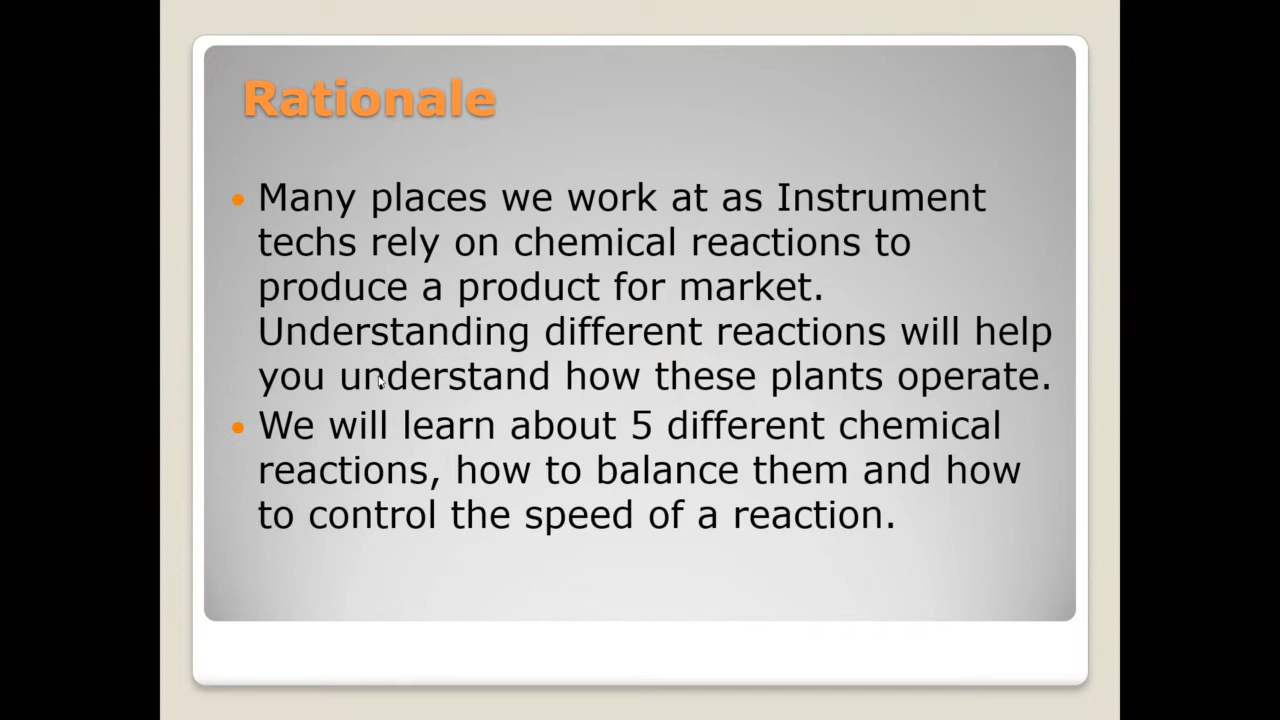 Rationale
• Many places we work at as Instrument
techs rely on chemical reactions to
produce a product for market.
Understanding different reactions will help
you understand how these plants operate.
• We will learn about 5 different chemical
reactions, how to balance them and how
to control the speed of a reaction.